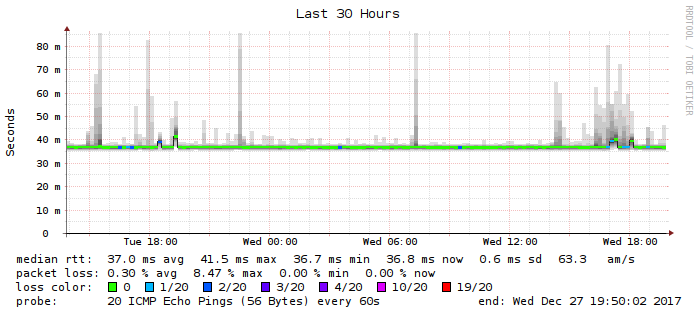 Last 30 Hours
RRDTOOL / TOBI OETIKER
Seconds
80 m
70 m
60 m
50 m
40 m
30 m
20 m
10 m
0
Tue 18:00 Wed 00:00 Wed 06:00 Wed 12:00 Wed 18:00
median rtt: 37.0 ms avg 41.5 ms max 36.7 ms min 36.8 ms now 0.6 ms sd 63.3 am/s
packet loss: 0.30 % avg 8.47 % max 0.00 % min 0.00 % now
loss color: 0 1/20 2/20 3/20 4/20 10/20 19/20
probe: 20 ICMP Echo Pings (56 Bytes) every 60s end: Wed Dec 27 19:50:02 2017